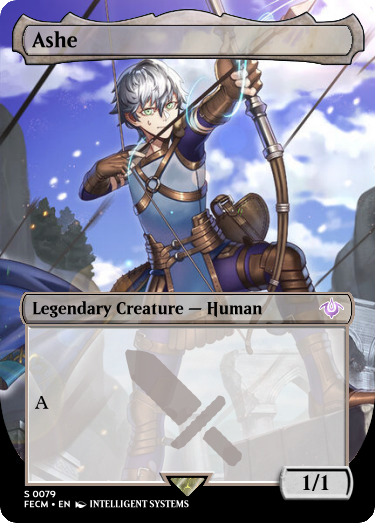 Ashe
Legendary Creature — Human
A
1/1
S 0079
FECM • EN INTELLIGENT SYSTEMS